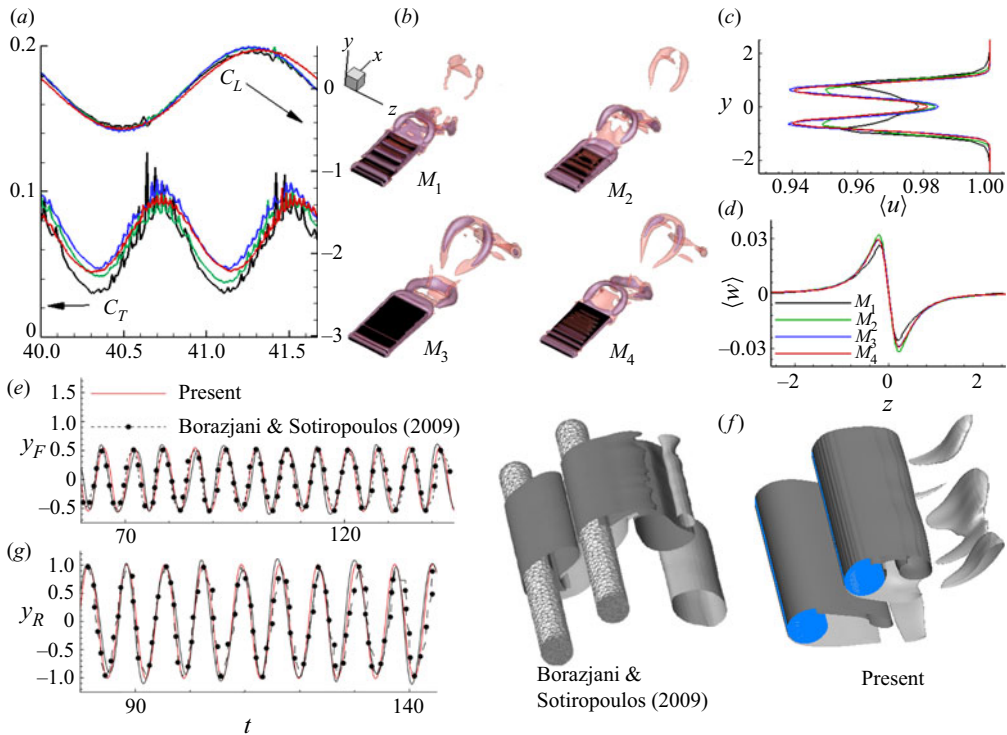 (a)
0.2
0.1
0
C_L
C_T
0
–1
–2
–3
40.0 40.5 41.0 41.5
(b)
y
x
z
M_1
M_2
M_3
M_4
(c)
y
2
0
–2
0.94 0.96 0.98 1.00
⟨u⟩
(d)
⟨w⟩
0.03
–0.03
M_1
M_2
M_3
M_4
–2 0 2
z
(e)
Present
Borazjani & Sotiropoulos (2009)
y_F
1.5
1.0
0.5
0
–0.5
70 120
(g)
y_R
1.0
0.5
0
–0.5
–1.0
90 140
t
(f)
Borazjani &
Sotiropoulos (2009)
Present